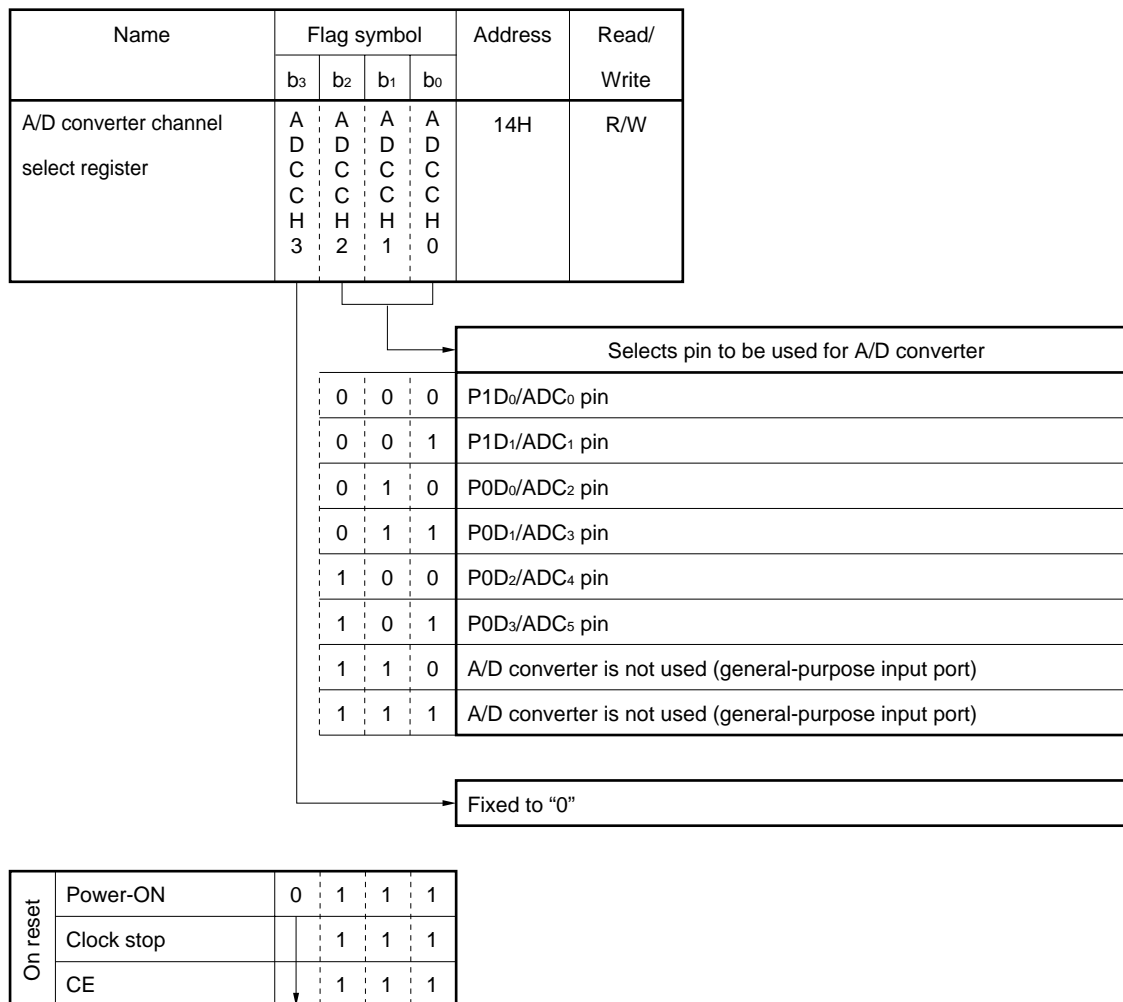 Name Flag symbol Address Read/
b3 b2 b1 b0 Write
A/D converter channel
select register
ADCCH3 ADCCH2 ADCCH1 ADCCH0 14H R/W
Selects pin to be used for A/D converter
0 0 0 P1D0/ADC0 pin
0 0 1 P1D1/ADC1 pin
0 1 0 P0D0/ADC2 pin
0 1 1 P0D1/ADC3 pin
1 0 0 P0D2/ADC4 pin
1 0 1 P0D3/ADC5 pin
1 1 0 A/D converter is not used (general-purpose input port)
1 1 1 A/D converter is not used (general-purpose input port)
Fixed to “0”
On reset
Power-ON 0 1 1 1
Clock stop 1 1 1
CE 1 1 1